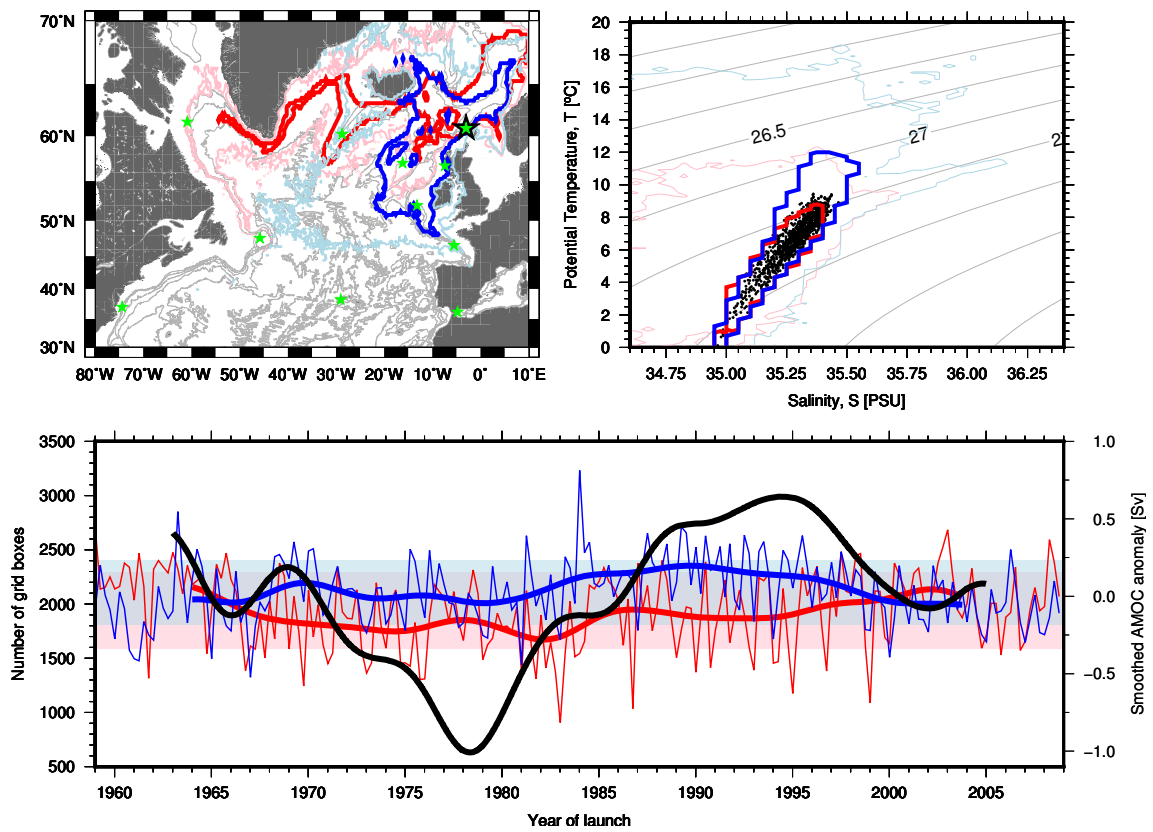 70°N
60°N
50°N
40°N
30°N
80°W 70°W 60°W 50°W 40°W 30°W 20°W 10°W 0° 10°E
20
18
16
14
12
10
8
6
4
2
0
Potential Temperature, T [ºC]
26.5
27
34.75 35.00 35.25 35.50 35.75 36.00 36.25
Salinity, S [PSU]
3500
3000
2500
2000
1500
1000
500
Number of grid boxes
1.0
0.5
0.0
−0.5
−1.0
Smoothed AMOC anomaly [Sv]
1960 1965 1970 1975 1980 1985 1990 1995 2000 2005
Year of launch